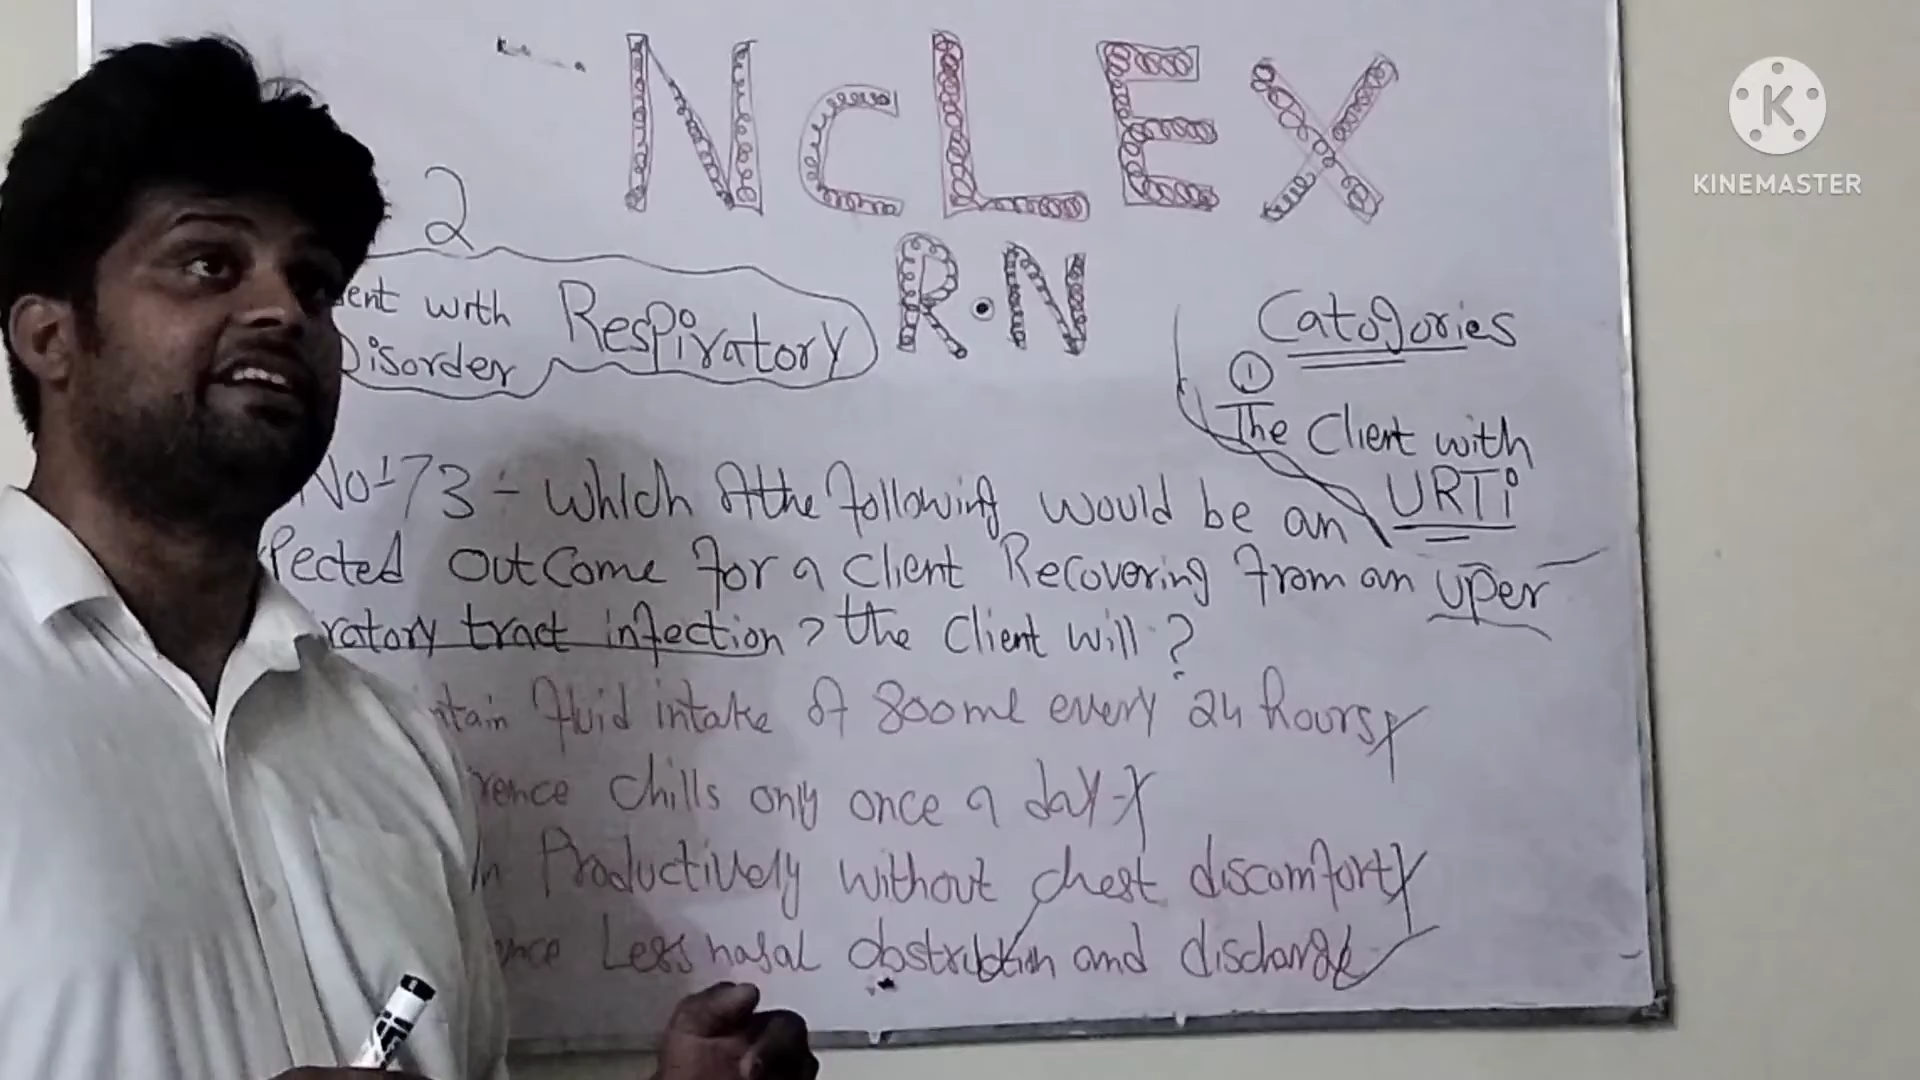 NCLEX
R.N
2
ent with Respiratory
Disorder
Catogories
①
The Client with
URTi
No-73 :- Which of the following would be an
pected outcome for a client Recovering from an uper
ratory tract infection > the Client will ?
ntain fluid intake of 800ml every 24 hours X
rence chills only once a day - X
Productively without chest discomfort X
ence Less nasal obstruction and discharge
K
KINEMASTER